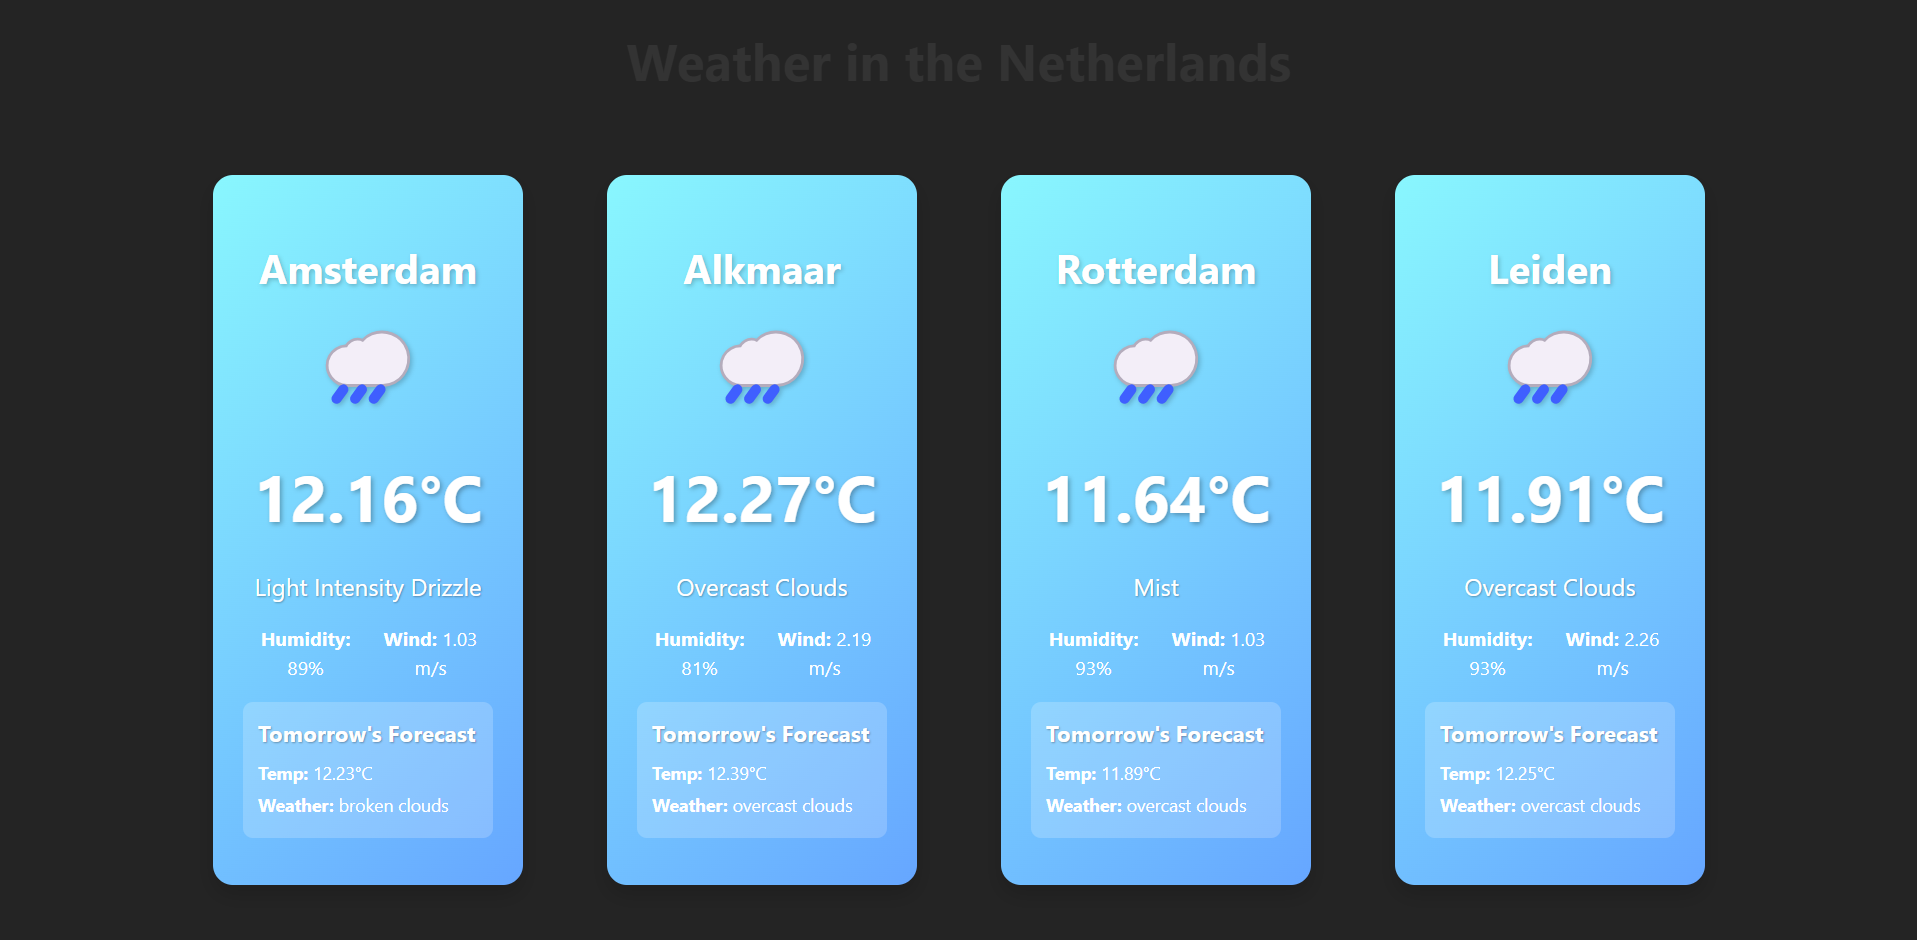 Weather in the Netherlands
Amsterdam
12.16°C
Light Intensity Drizzle
Humidity: Wind: 1.03
89% m/s
Tomorrow's Forecast
Temp: 12.23°C
Weather: broken clouds
Alkmaar
12.27°C
Overcast Clouds
Humidity: Wind: 2.19
81% m/s
Tomorrow's Forecast
Temp: 12.39°C
Weather: overcast clouds
Rotterdam
11.64°C
Mist
Humidity: Wind: 1.03
93% m/s
Tomorrow's Forecast
Temp: 11.89°C
Weather: overcast clouds
Leiden
11.91°C
Overcast Clouds
Humidity: Wind: 2.26
93% m/s
Tomorrow's Forecast
Temp: 12.25°C
Weather: overcast clouds